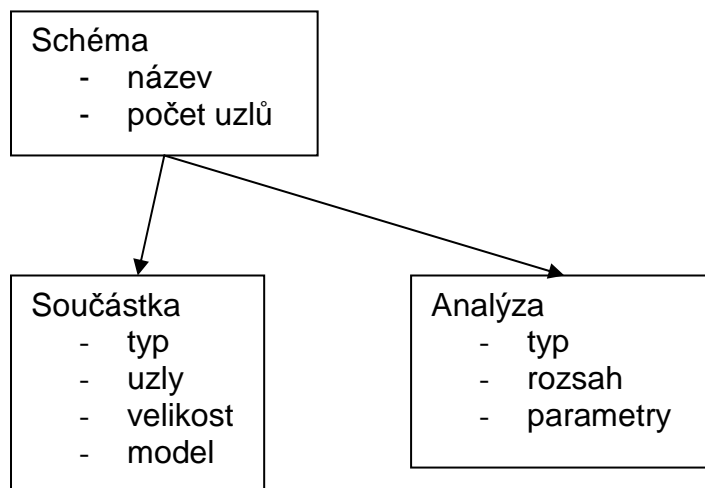 Schéma
- název
- počet uzlů
Součástka
- typ
- uzly
- velikost
- model
Analýza
- typ
- rozsah
- parametry